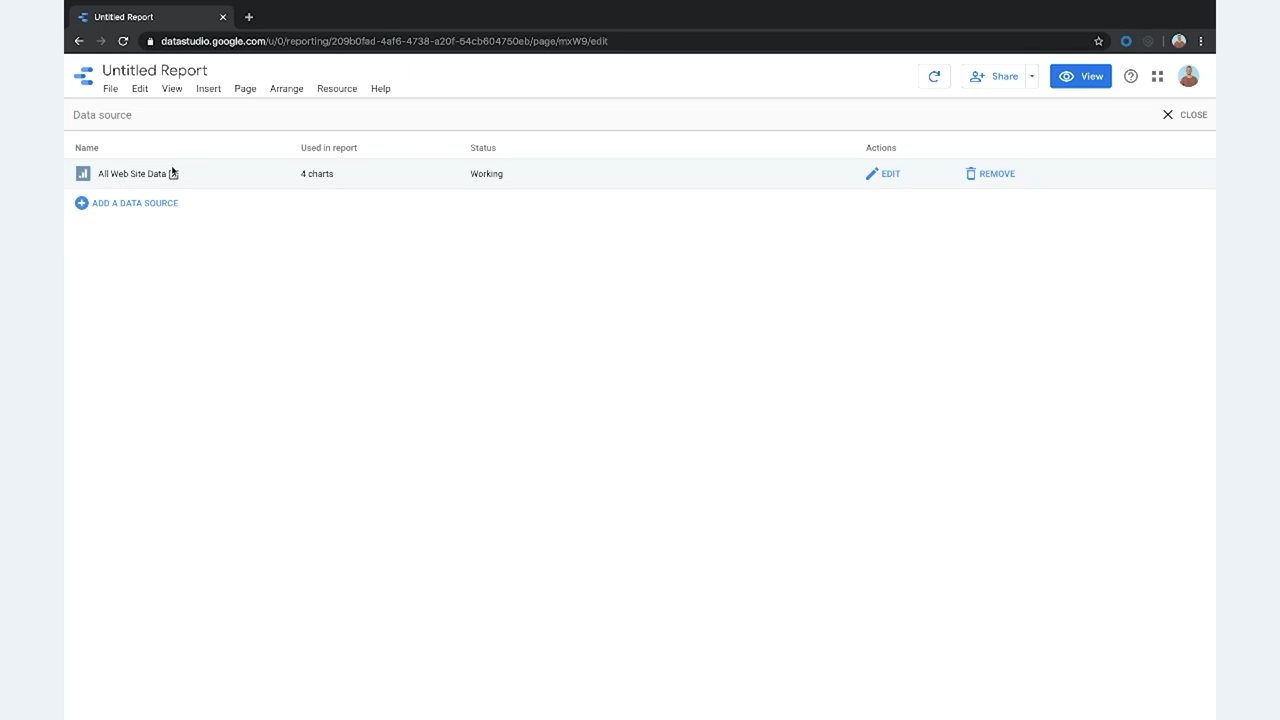 Untitled Report
datastudio.google.com/u/0/reporting/209b0fad-4af6-4738-a20f-54cb604750eb/page/mxW9/edit
Untitled Report
File Edit View Insert Page Arrange Resource Help
Share
View
Data source
CLOSE
Name Used in report Status Actions
All Web Site Data 4 charts Working EDIT REMOVE
ADD A DATA SOURCE